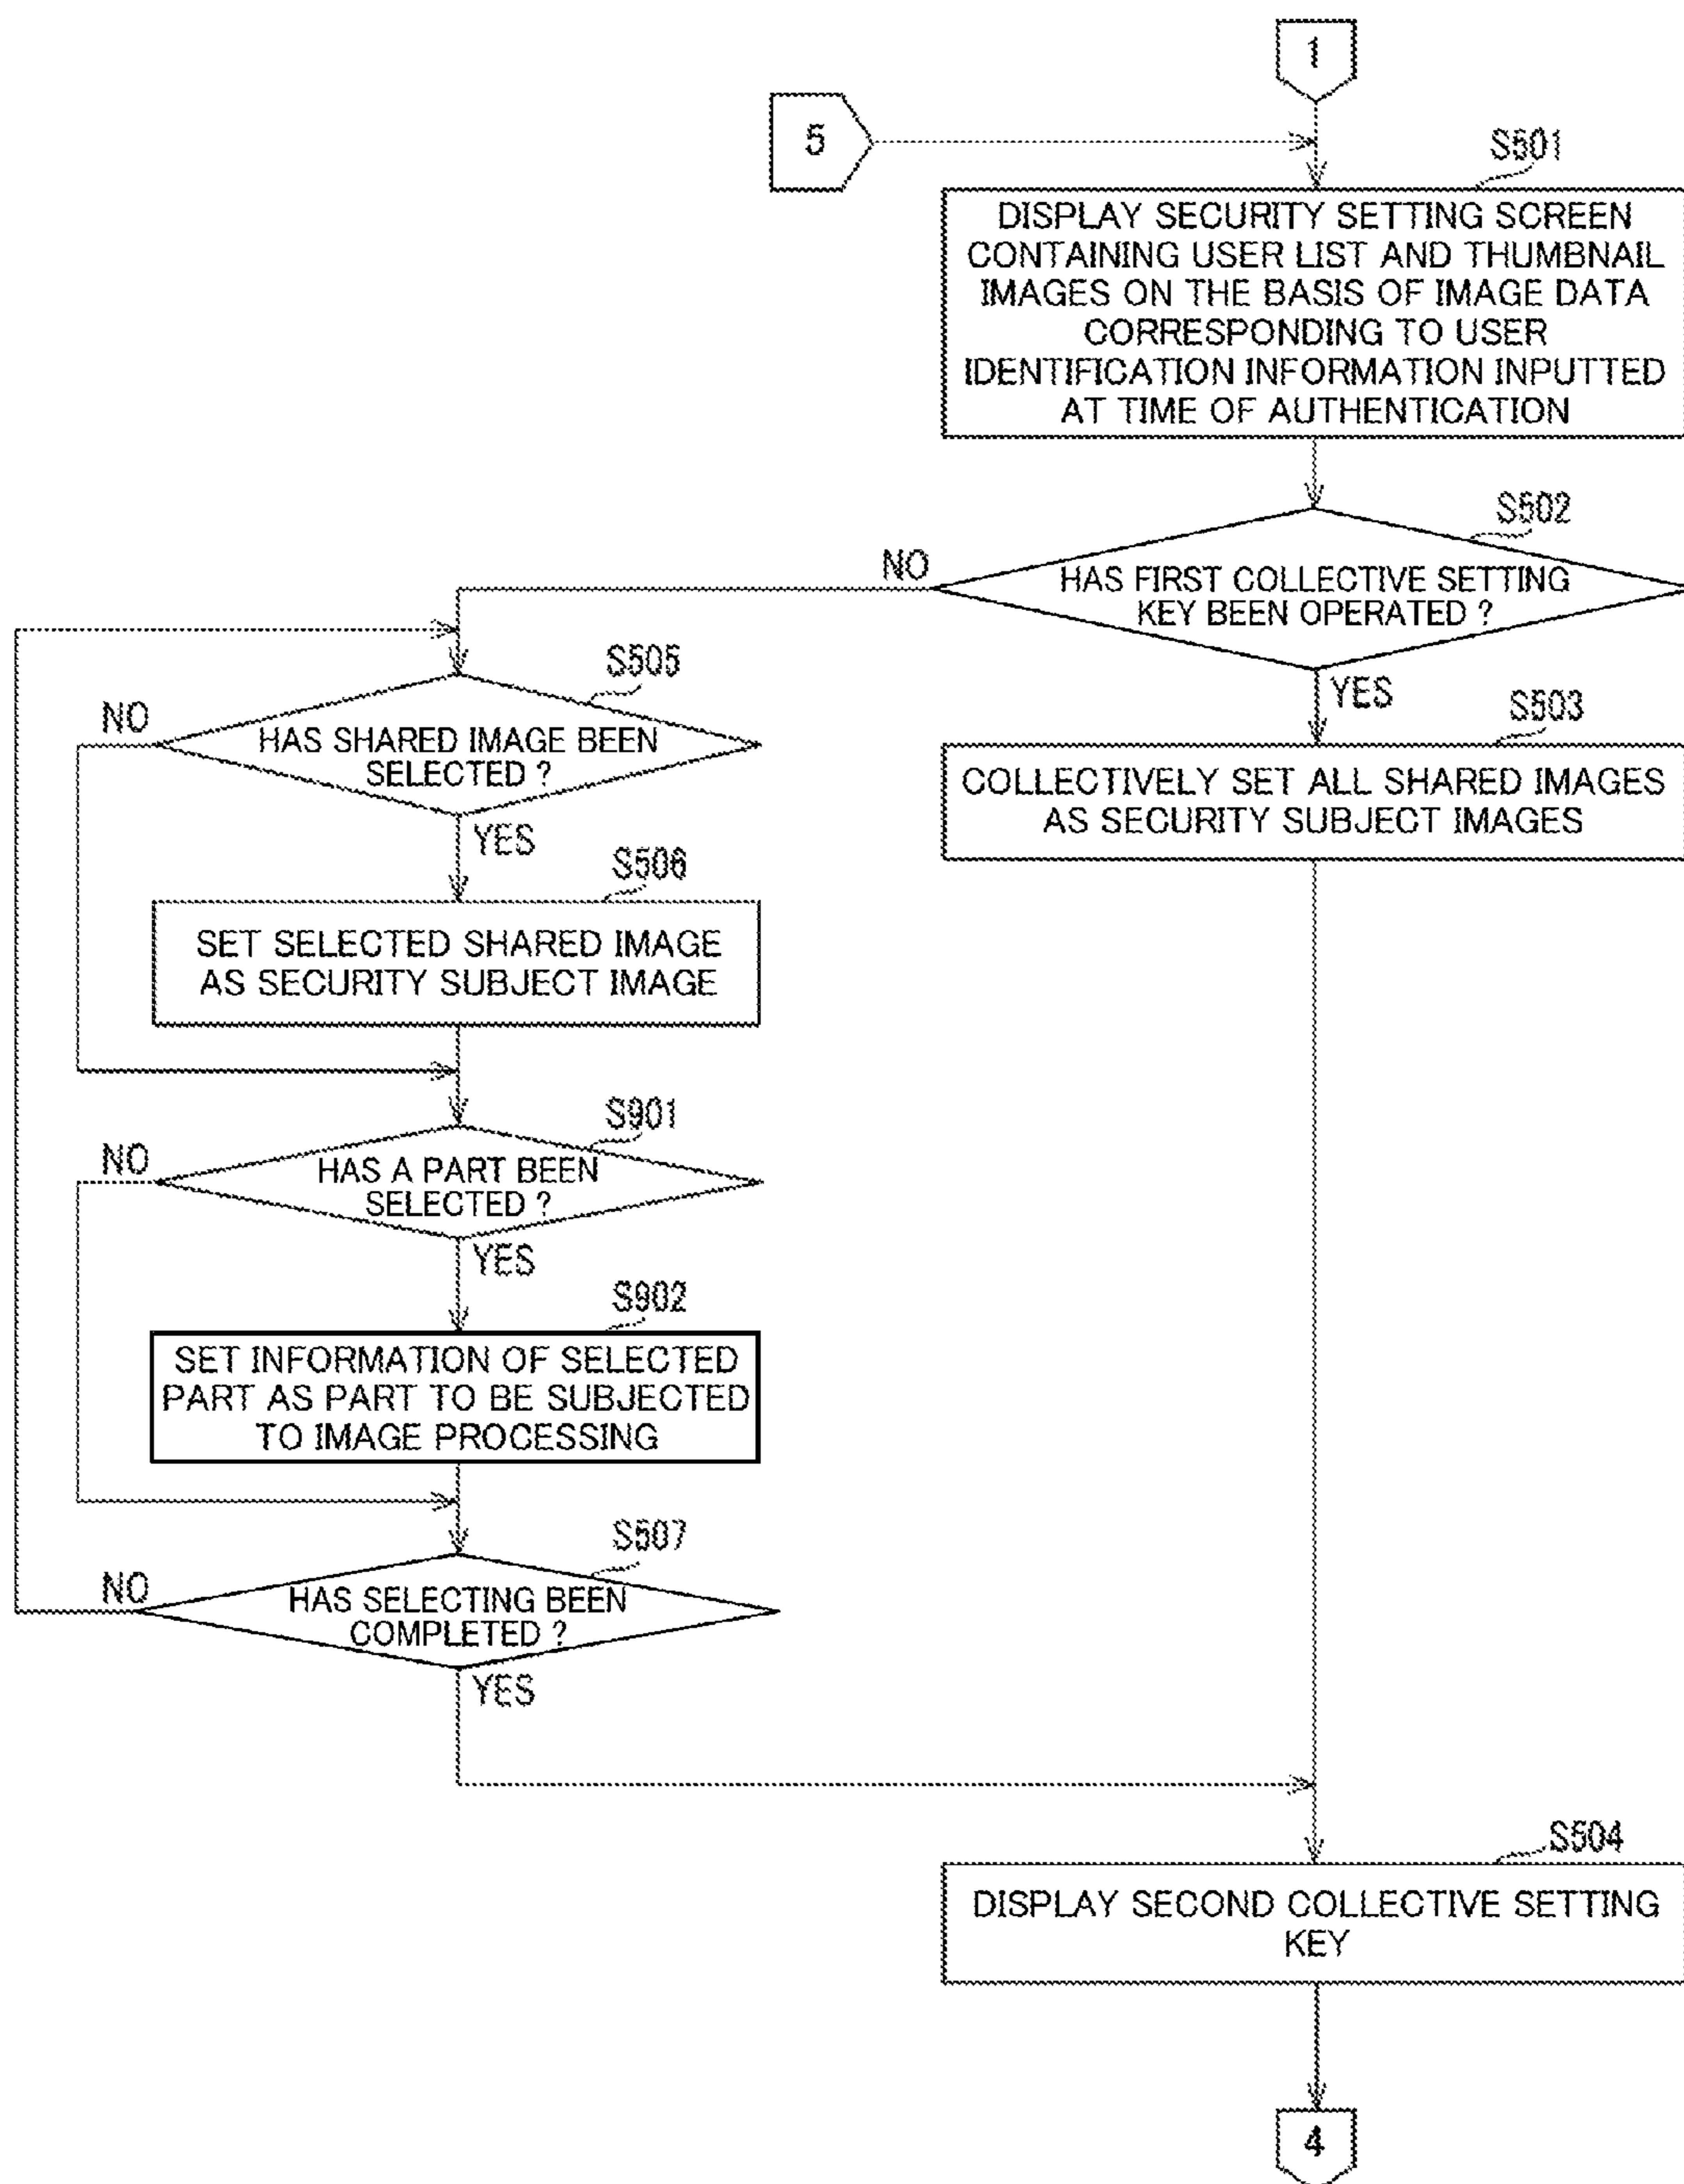 1
5
S501
DISPLAY SECURITY SETTING SCREEN
CONTAINING USER LIST AND THUMBNAIL
IMAGES ON THE BASIS OF IMAGE DATA
CORRESPONDING TO USER
IDENTIFICATION INFORMATION INPUTTED
AT TIME OF AUTHENTICATION
S502
NO
HAS FIRST COLLECTIVE SETTING
KEY BEEN OPERATED ?
YES
S503
COLLECTIVELY SET ALL SHARED IMAGES
AS SECURITY SUBJECT IMAGES
S505
NO
HAS SHARED IMAGE BEEN
SELECTED ?
YES
S506
SET SELECTED SHARED IMAGE
AS SECURITY SUBJECT IMAGE
S901
NO
HAS A PART BEEN
SELECTED ?
YES
S902
SET INFORMATION OF SELECTED
PART AS PART TO BE SUBJECTED
TO IMAGE PROCESSING
S507
NO
HAS SELECTING BEEN
COMPLETED ?
YES
S504
DISPLAY SECOND COLLECTIVE SETTING
KEY
4